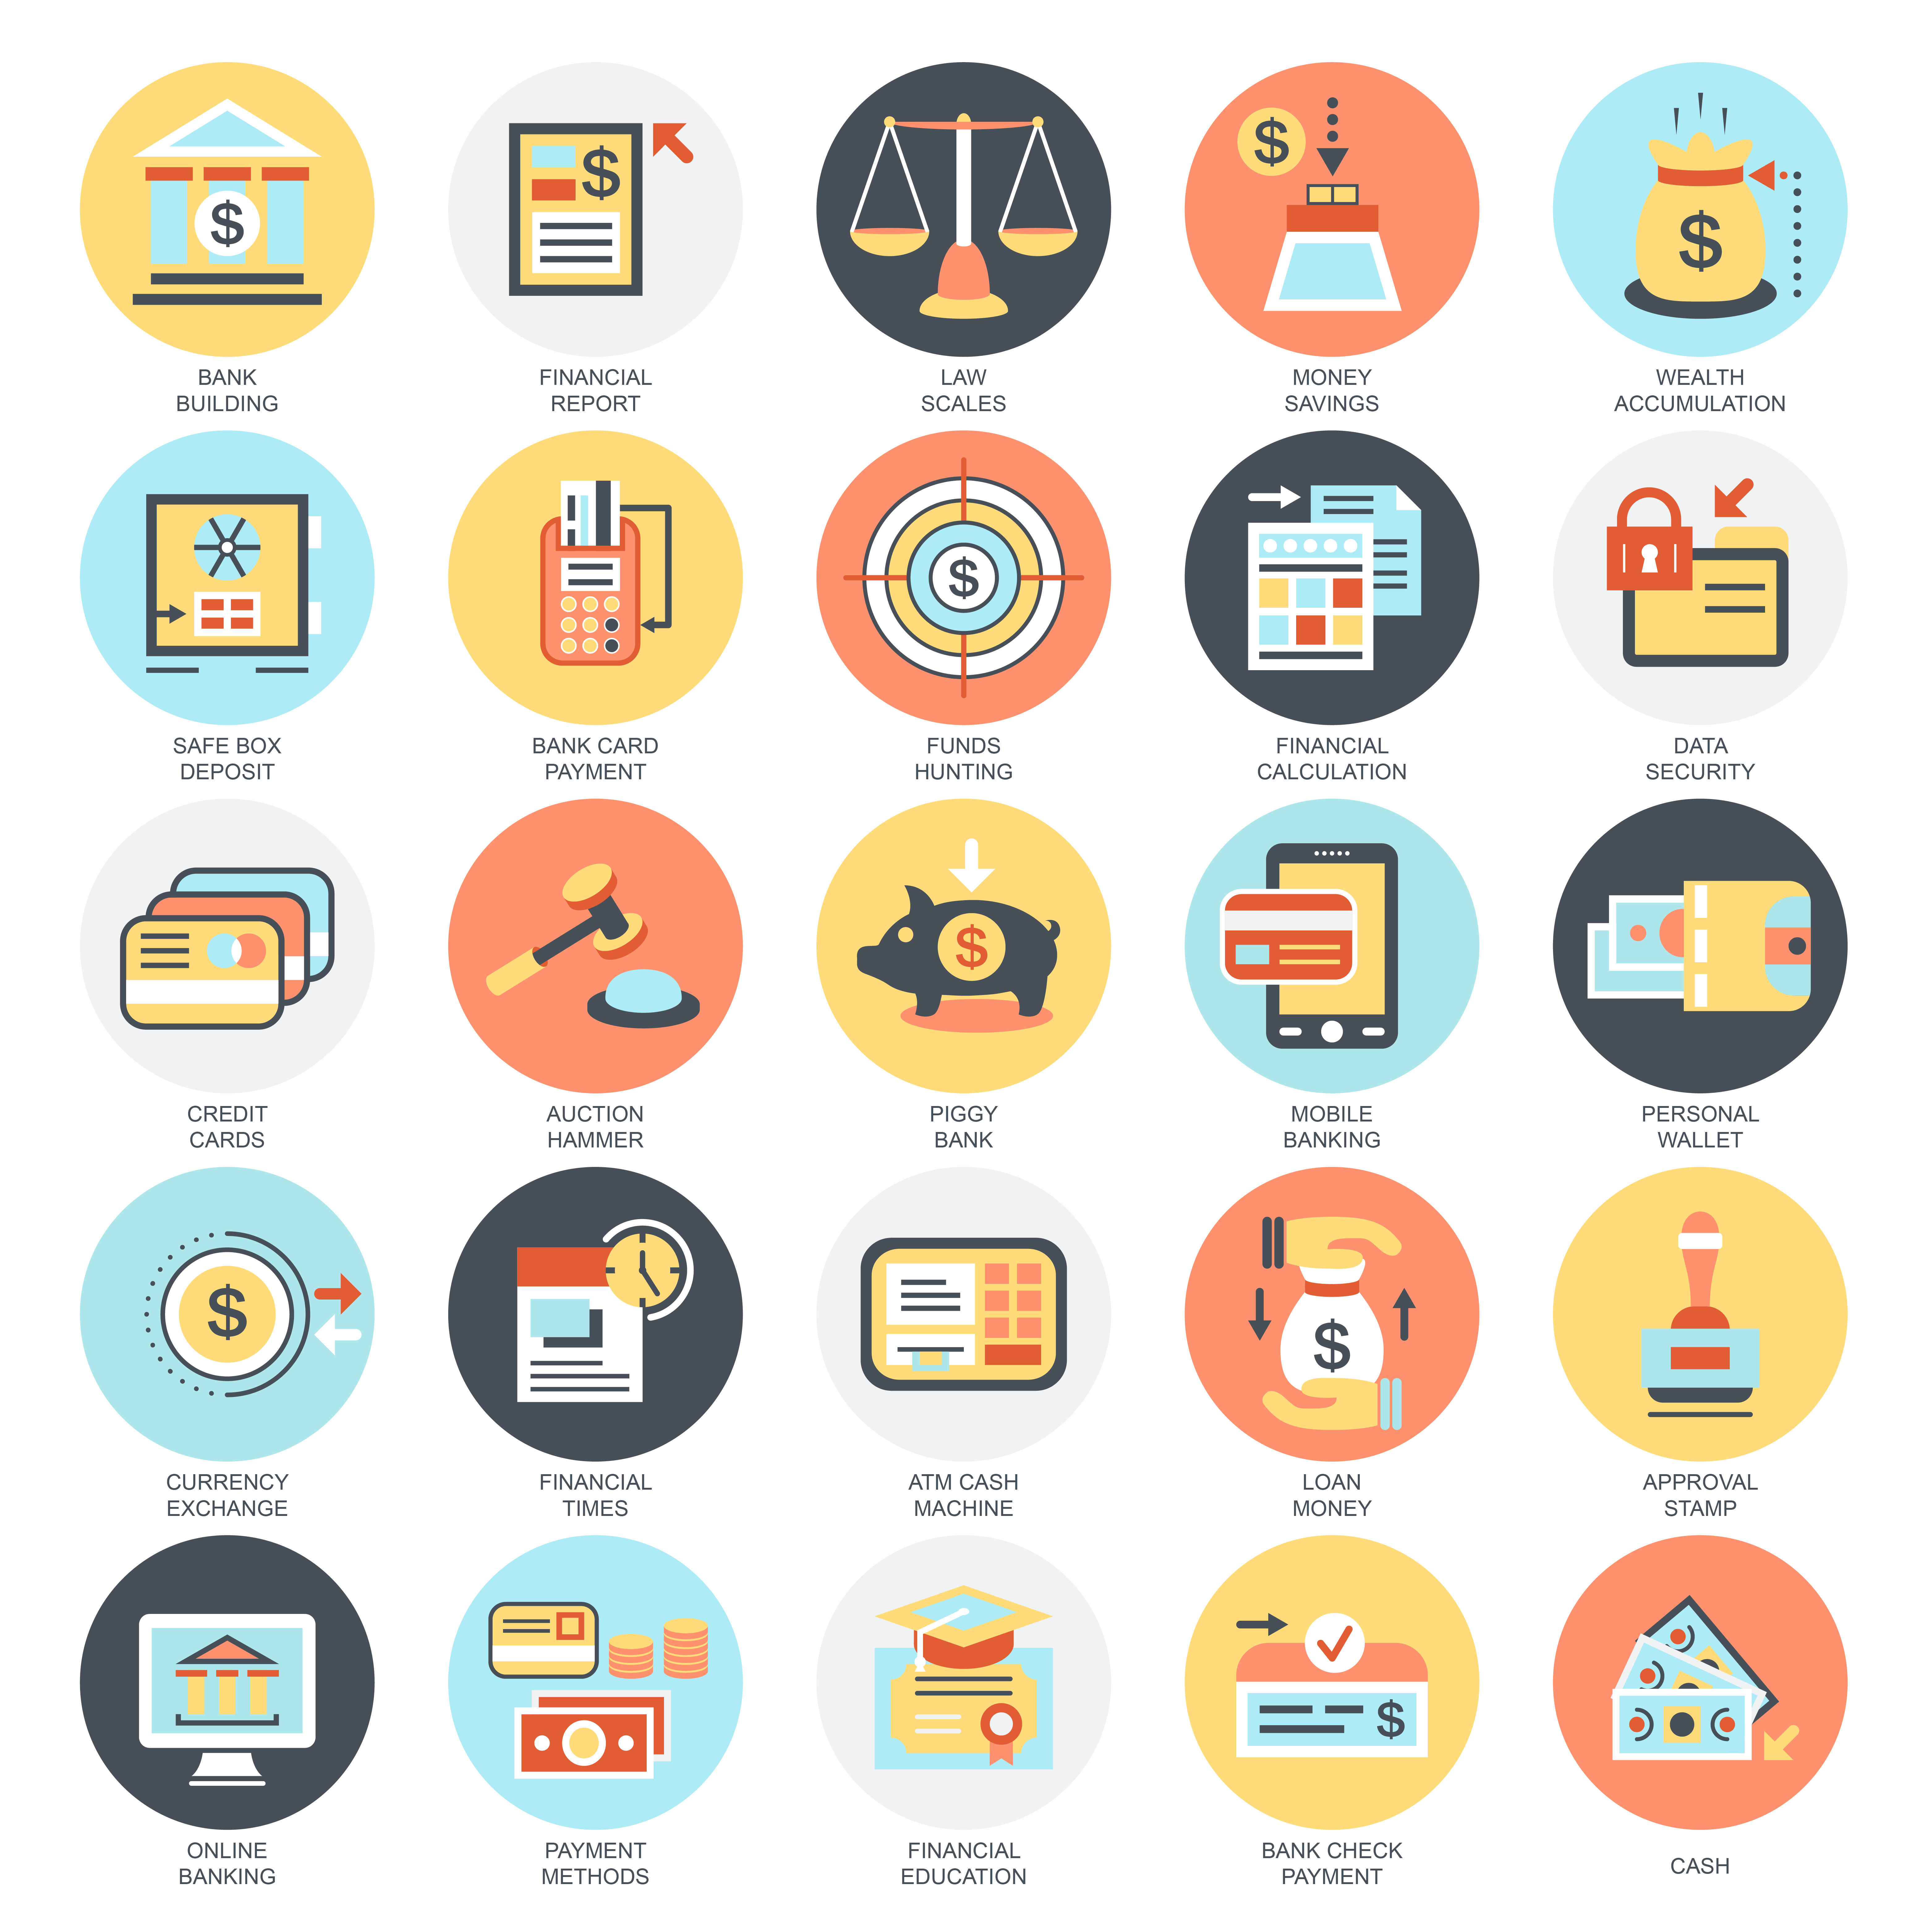 $
$
$
$
BANK
BUILDING
FINANCIAL
REPORT
LAW
SCALES
MONEY
SAVINGS
WEALTH
ACCUMULATION
$
SAFE BOX
DEPOSIT
BANK CARD
PAYMENT
FUNDS
HUNTING
FINANCIAL
CALCULATION
DATA
SECURITY
$
CREDIT
CARDS
AUCTION
HAMMER
PIGGY
BANK
MOBILE
BANKING
PERSONAL
WALLET
$
$
CURRENCY
EXCHANGE
FINANCIAL
TIMES
ATM CASH
MACHINE
LOAN
MONEY
APPROVAL
STAMP
$
ONLINE
BANKING
PAYMENT
METHODS
FINANCIAL
EDUCATION
BANK CHECK
PAYMENT
CASH